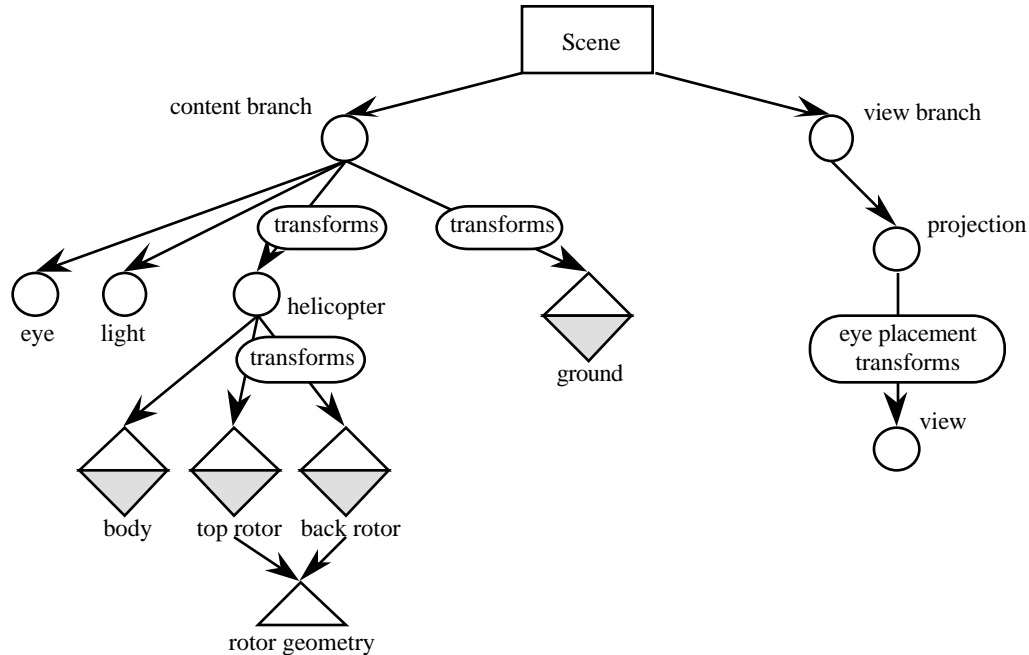 Scene
content branch
view branch
transforms
transforms
projection
eye
light
helicopter
eye placement
transforms
transforms
ground
view
body
top rotor
back rotor
rotor geometry